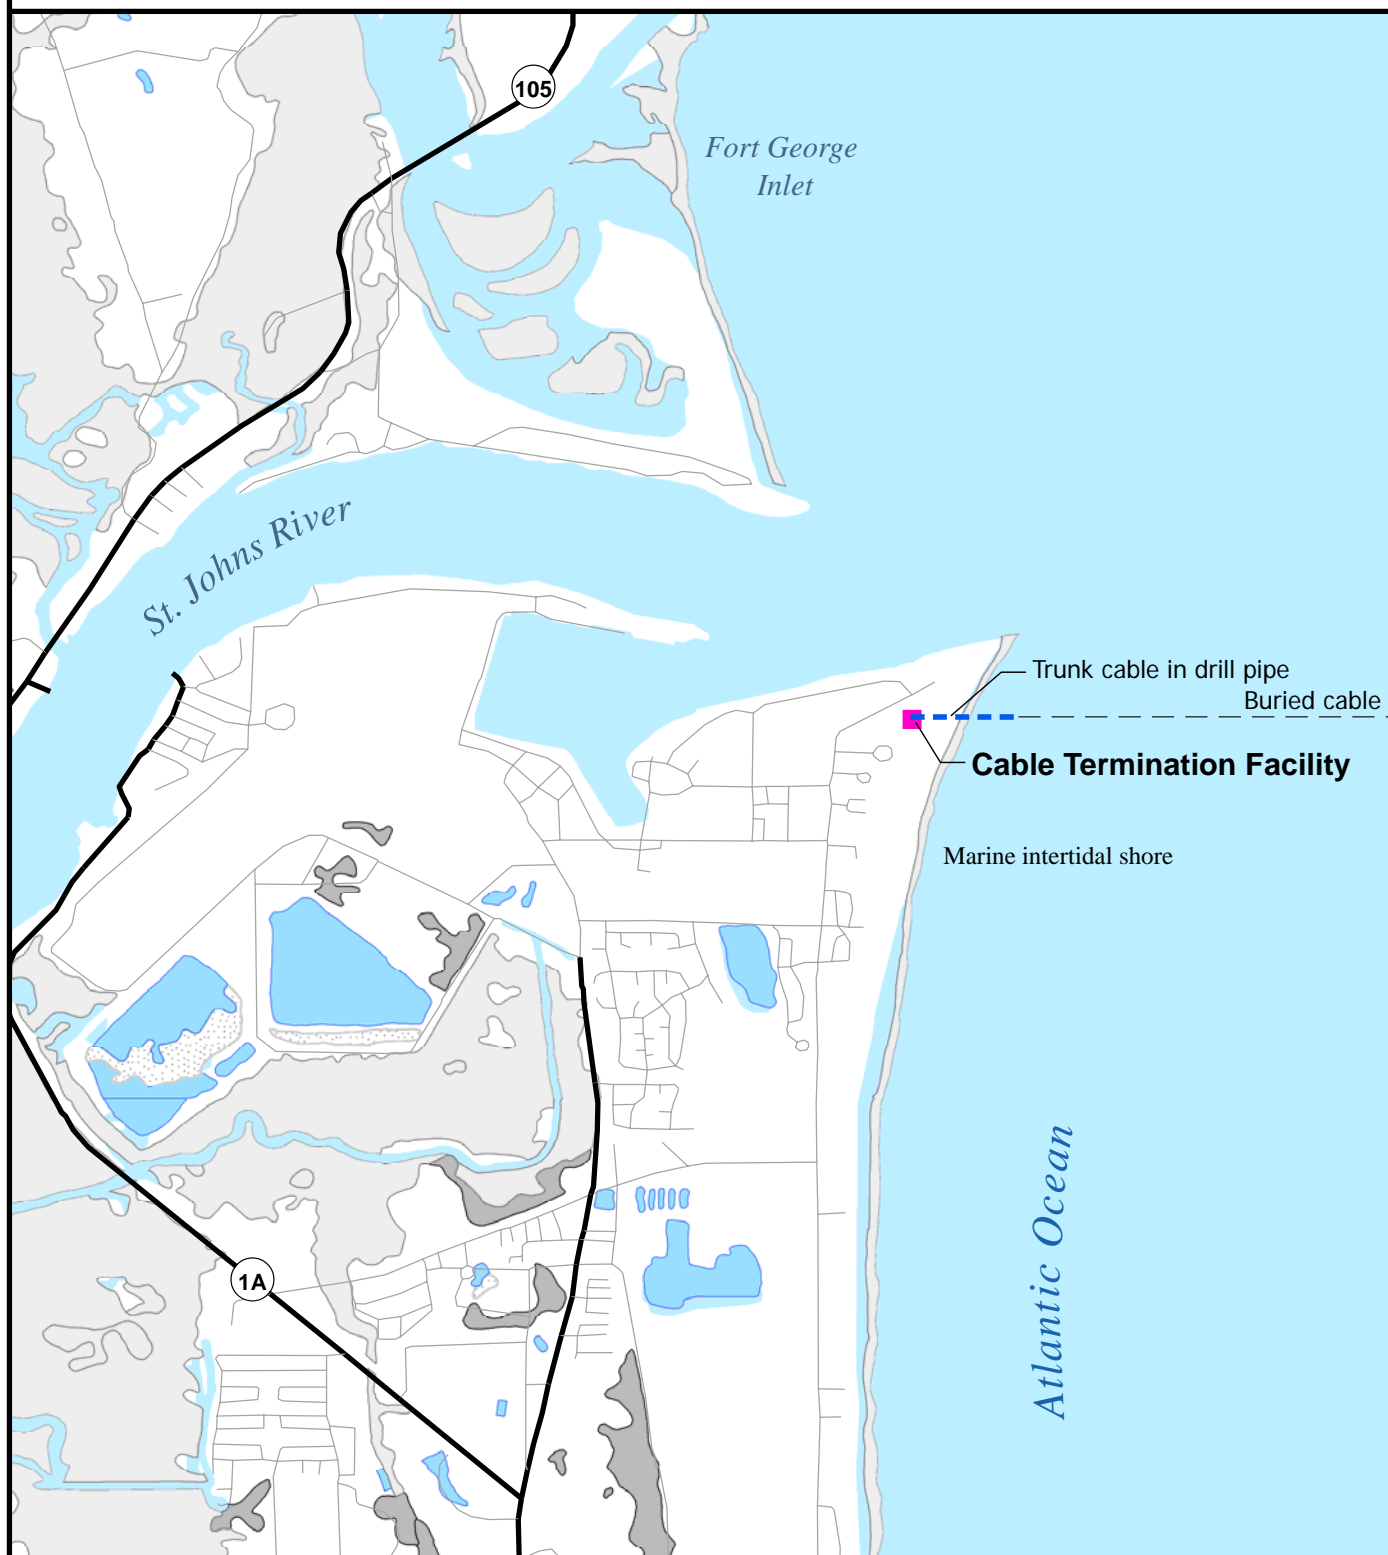 105
Fort George
Inlet
St. Johns River
Trunk cable in drill pipe
Buried cable
Cable Termination Facility
Marine intertidal shore
Atlantic Ocean
1A